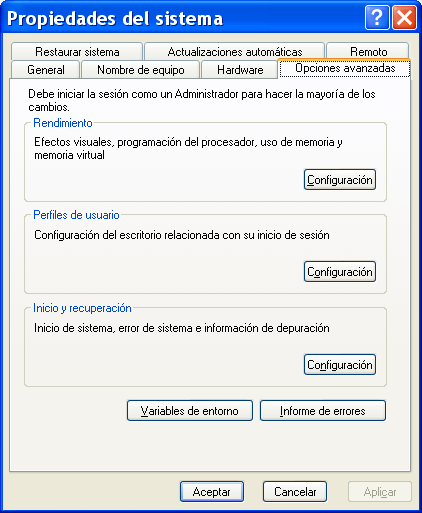 Propiedades del sistema
Restaurar sistema
Actualizaciones automáticas
Remoto
General
Nombre de equipo
Hardware
Opciones avanzadas
Debe iniciar la sesión como un Administrador para hacer la mayoría de los
cambios.
Rendimiento
Efectos visuales, programación del procesador, uso de memoria y
memoria virtual
Configuración
Perfiles de usuario
Configuración del escritorio relacionada con su inicio de sesión
Configuración
Inicio y recuperación
Inicio de sistema, error de sistema e información de depuración
Configuración
Variables de entorno
Informe de errores
Aceptar
Cancelar
Aplicar